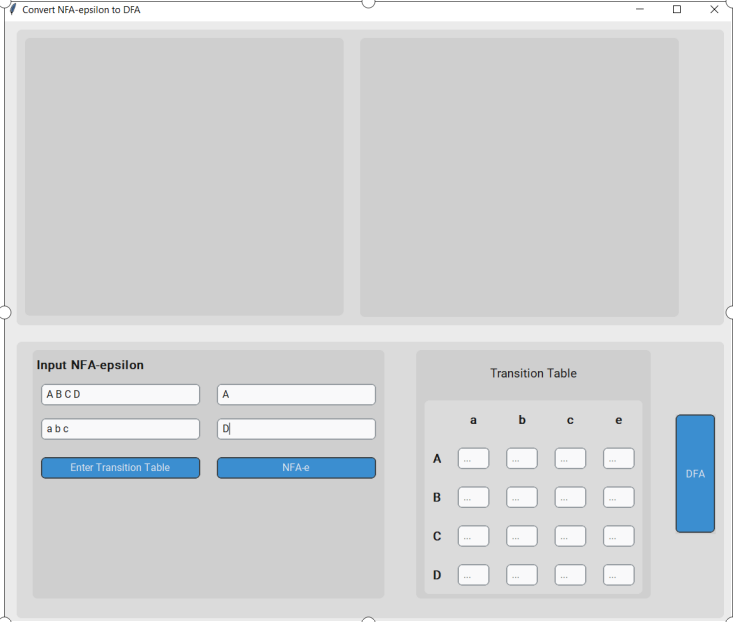 Convert NFA-epsilon to DFA
Input NFA-epsilon
A B C D
A
a b c
D
Enter Transition Table
NFA-e
Transition Table
a b c e
A ... ... ... ...
B ... ... ... ...
C ... ... ... ...
D ... ... ... ...
DFA